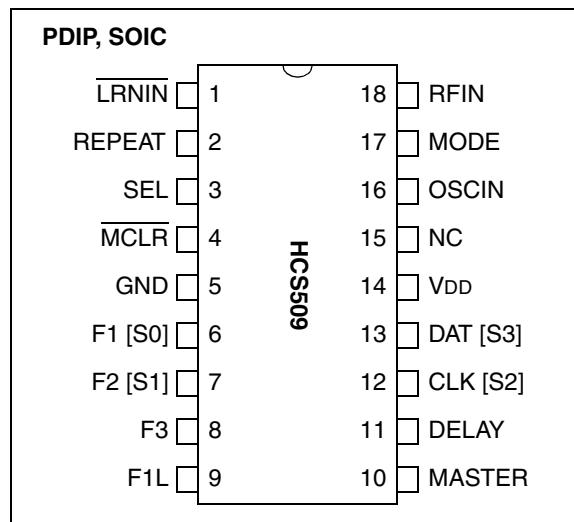 PDIP, SOIC
LRNIN 1 18 RFIN
REPEAT 2 17 MODE
SEL 3 16 OSCIN
MCLR 4 15 NC
GND 5 14 VDD
F1 [S0] 6 13 DAT [S3]
F2 [S1] 7 12 CLK [S2]
F3 8 11 DELAY
F1L 9 10 MASTER
HCS509